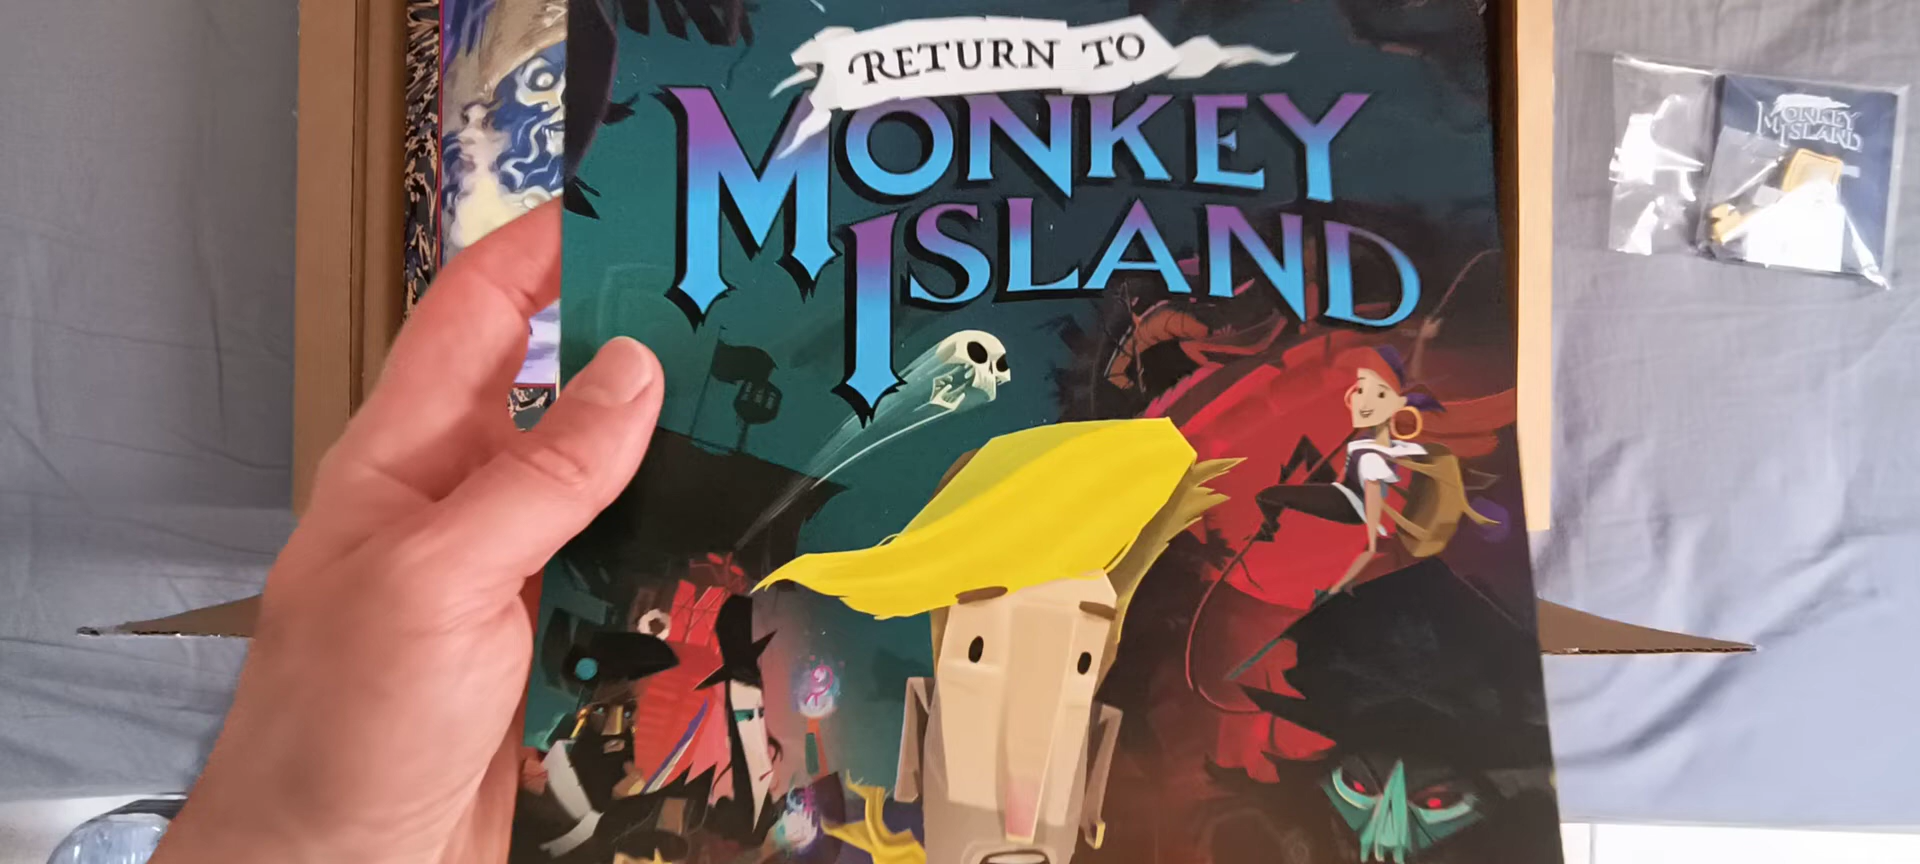 RETURN TO
MONKEY
ISLAND
MONKEY
ISLAND